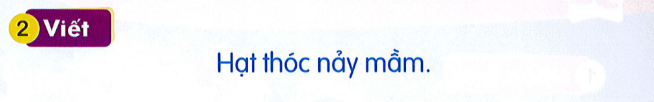 2 Viết
Hạt thóc nảy mầm.